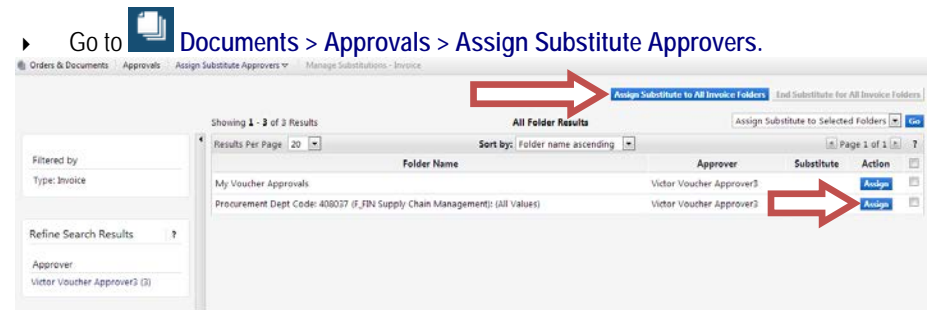 Go to Documents > Approvals > Assign Substitute Approvers.
Orders & Documents Approvals Assign Substitute Approvers Manage Substitutions - Invoice
Assign Substitute to All Invoice Folders End Substitute for All Invoice Folders
Showing 1 - 3 of 3 Results All Folder Results Assign Substitute to Selected Folders Go
Results Per Page 20 Sort by: Folder name ascending Page 1 of 1 ?
Filtered by Folder Name Approver Substitute Action
Type: Invoice My Voucher Approvals Victor Voucher Approver3 Assign
Procurement Dept Code: 408037 (F_FIN Supply Chain Management): (All Values) Victor Voucher Approver3 Assign
Refine Search Results ?
Approver
Victor Voucher Approver3 (3)